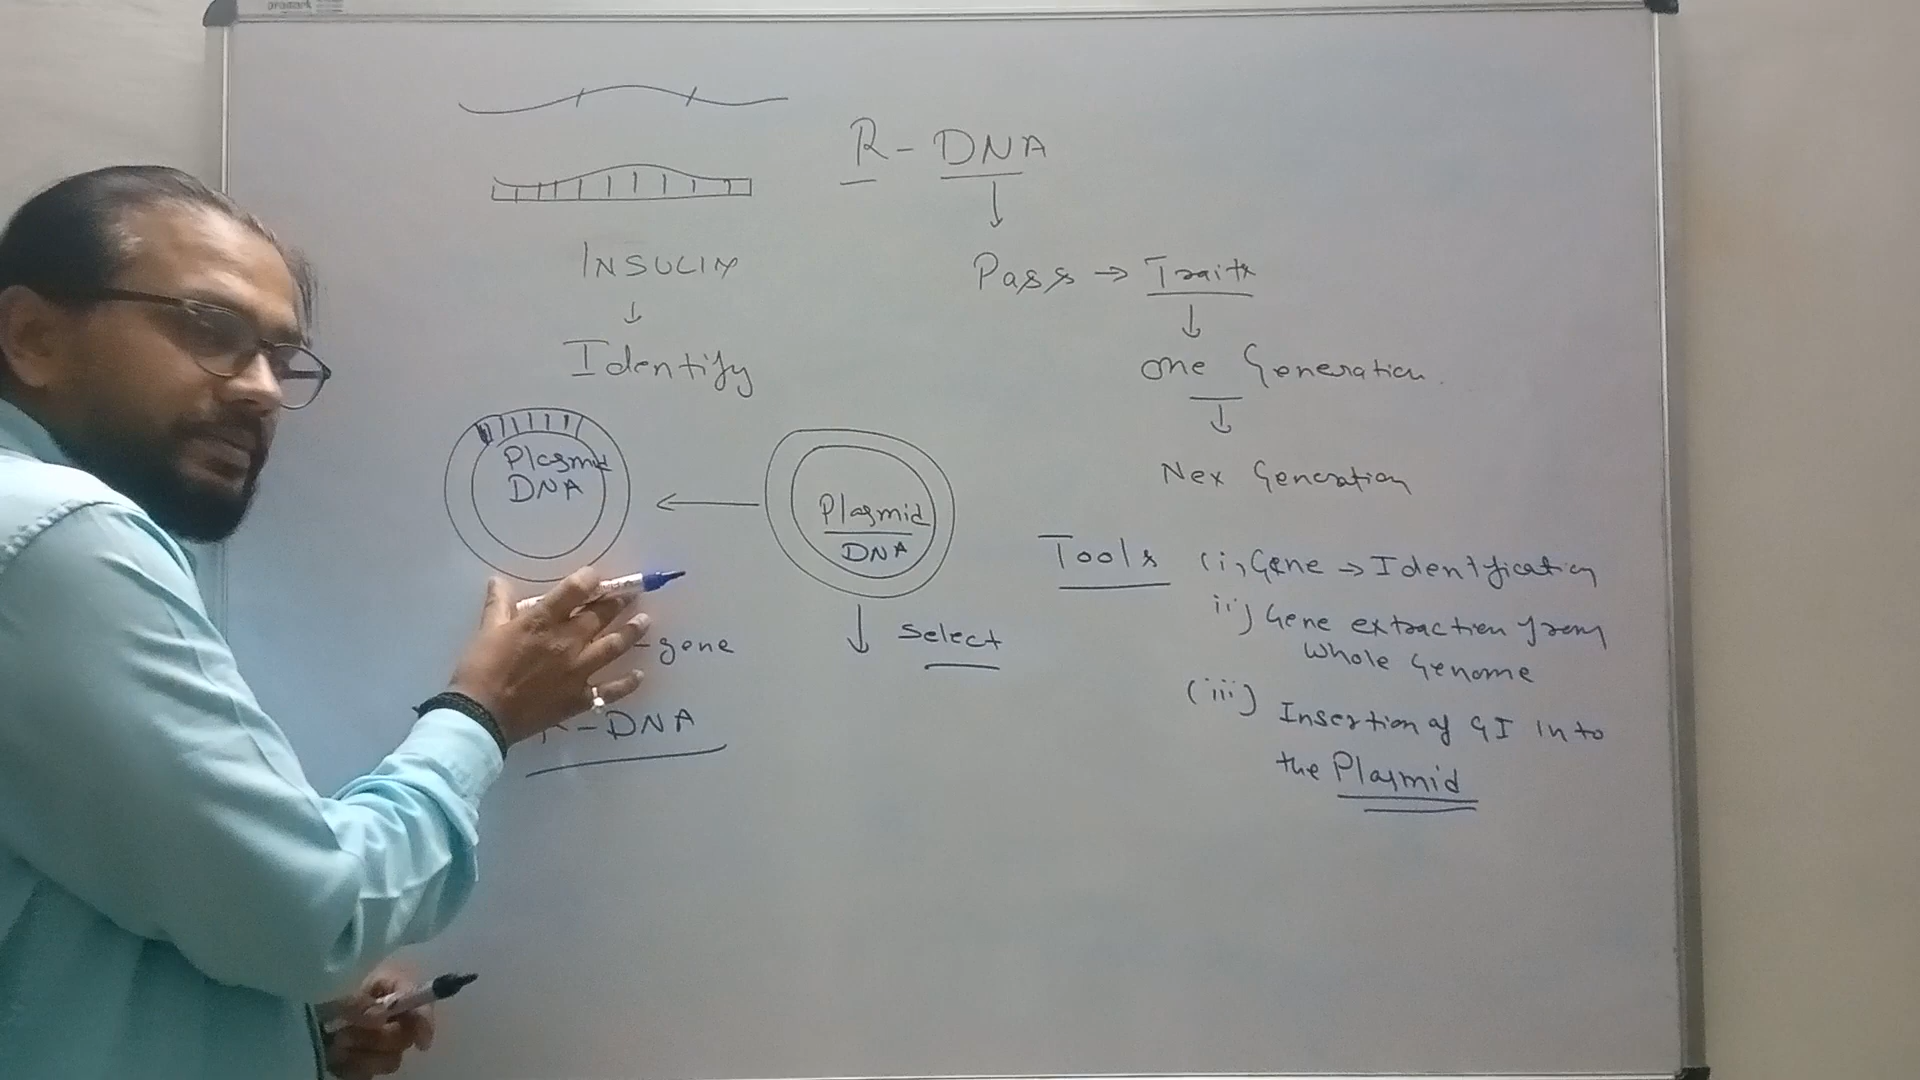 R - DNA
INSULIN
↓
Identify
Pass → Traits
↓
One Generation
↓
Nex Generation
Plasmid
DNA
←
Plasmid
DNA
↓ Select
- gene
R-DNA
Tools (i) Gene → Identification
ii) Gene extraction from
Whole Genome
(iii) Insertion of GI into
the Plasmid